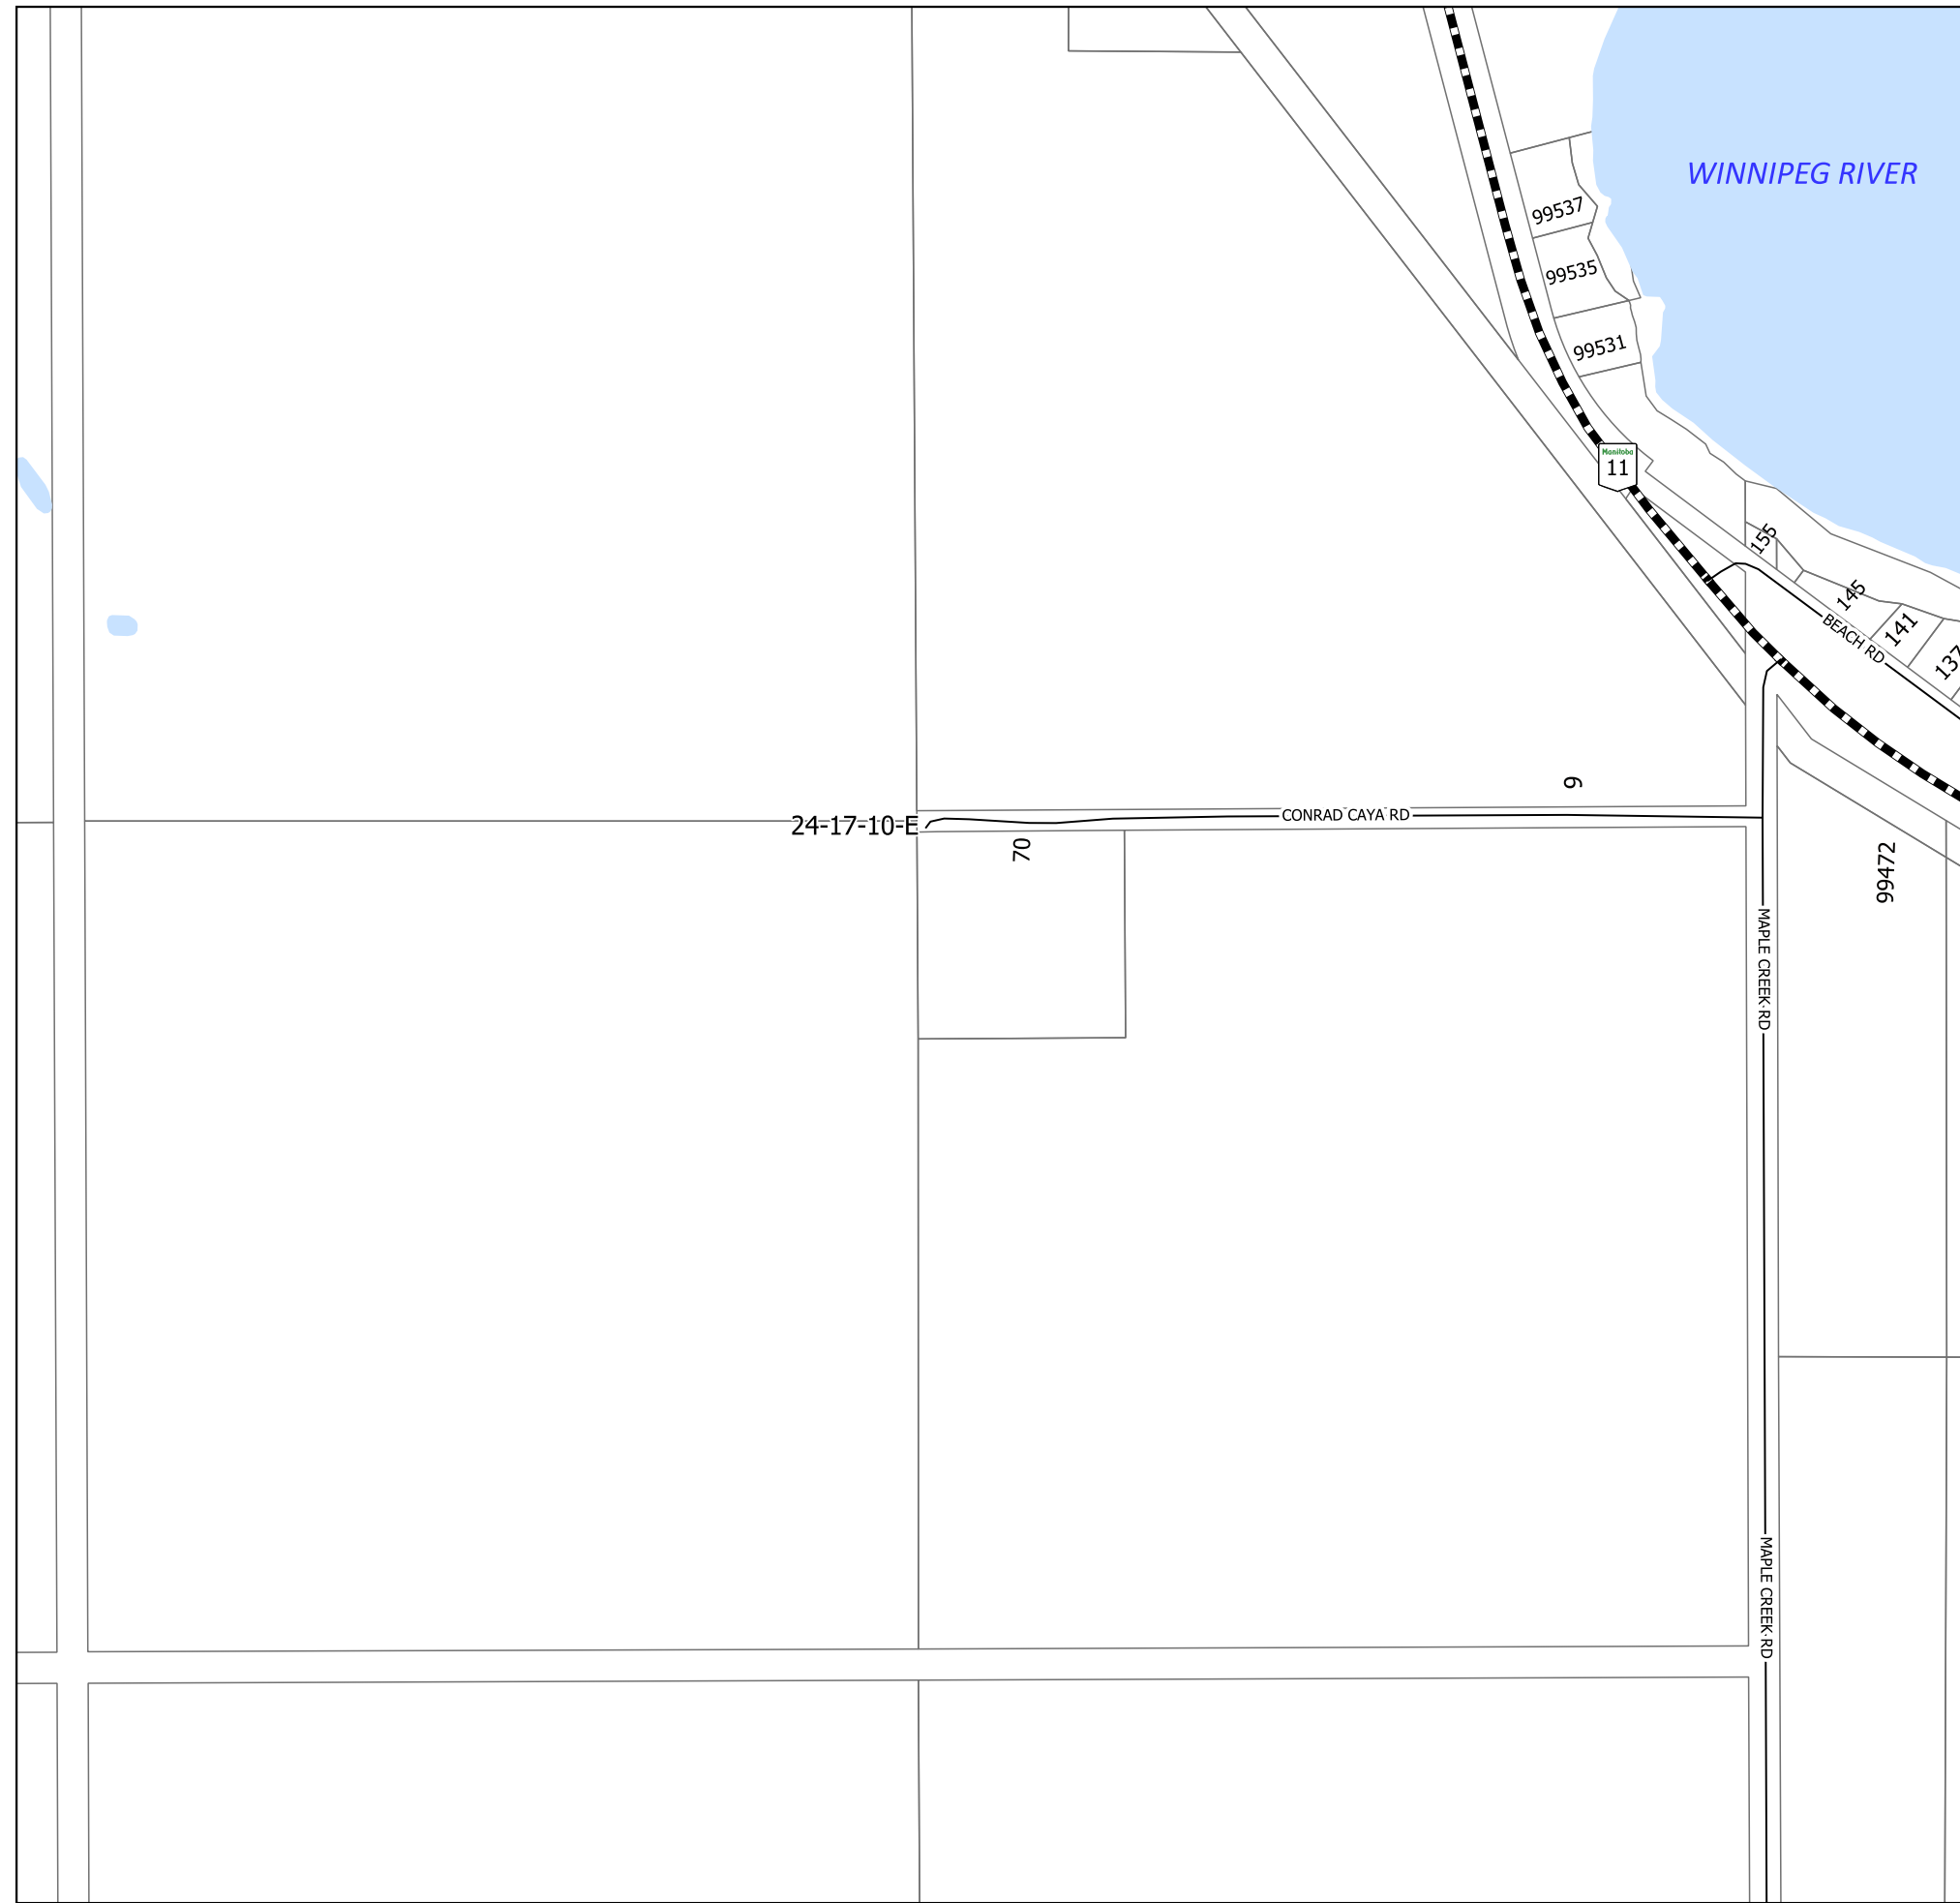 WINNIPEG RIVER
99537
99535
99531
Manitoba
11
155
145
141
137
BEACH RD
9
CONRAD CAYA RD
24-17-10-E
70
99472
MAPLE CREEK RD
MAPLE CREEK RD